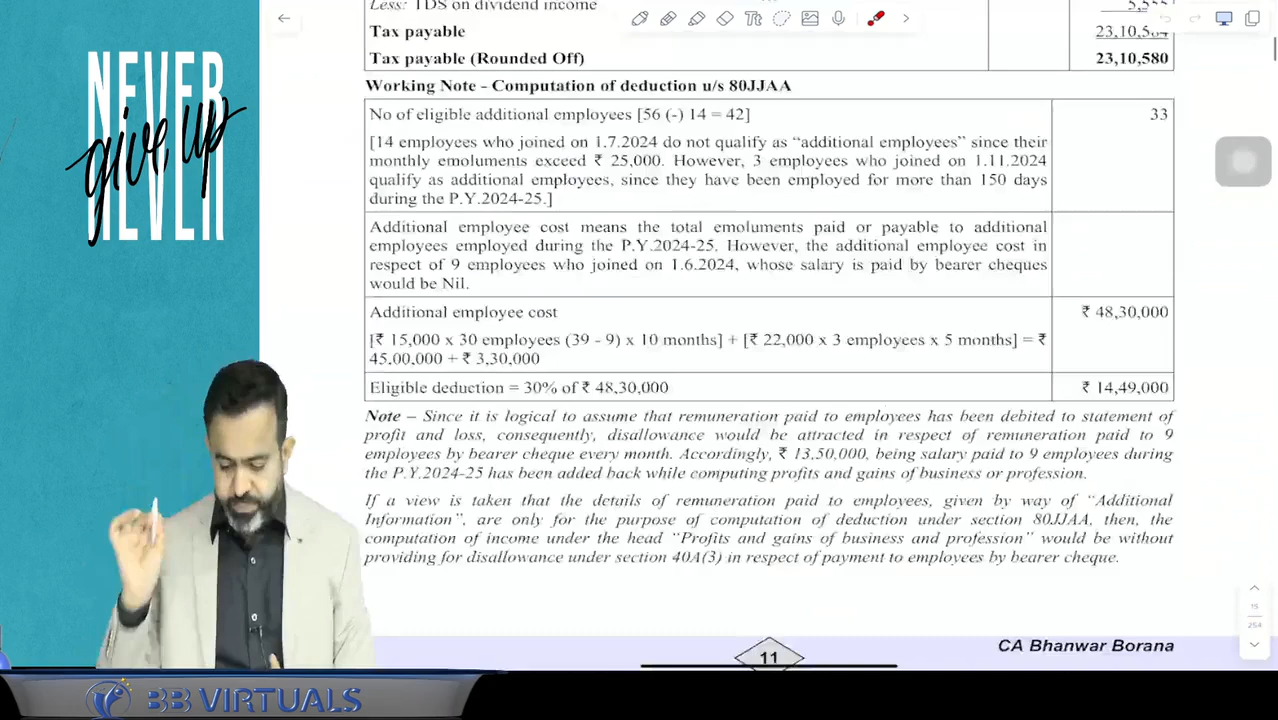 NEVER
give up
NEVER
Less: TDS on dividend income 5,555
Tax payable 23,10,584
Tax payable (Rounded Off) 23,10,580
Working Note - Computation of deduction u/s 80JJAA
No of eligible additional employees [56 (-) 14 = 42] 33
[14 employees who joined on 1.7.2024 do not qualify as “additional employees” since their
monthly emoluments exceed ₹ 25,000. However, 3 employees who joined on 1.11.2024
qualify as additional employees, since they have been employed for more than 150 days
during the P.Y.2024-25.]
Additional employee cost means the total emoluments paid or payable to additional
employees employed during the P.Y.2024-25. However, the additional employee cost in
respect of 9 employees who joined on 1.6.2024, whose salary is paid by bearer cheques
would be Nil.
Additional employee cost ₹ 48,30,000
[₹ 15,000 x 30 employees (39 - 9) x 10 months] + [₹ 22,000 x 3 employees x 5 months] = ₹
45,00,000 + ₹ 3,30,000
Eligible deduction = 30% of ₹ 48,30,000 ₹ 14,49,000
Note – Since it is logical to assume that remuneration paid to employees has been debited to statement of
profit and loss, consequently, disallowance would be attracted in respect of remuneration paid to 9
employees by bearer cheque every month. Accordingly, ₹ 13,50,000, being salary paid to 9 employees during
the P.Y.2024-25 has been added back while computing profits and gains of business or profession.
If a view is taken that the details of remuneration paid to employees, given by way of “Additional
Information”, are only for the purpose of computation of deduction under section 80JJAA, then, the
computation of income under the head “Profits and gains of business and profession” would be without
providing for disallowance under section 40A(3) in respect of payment to employees by bearer cheque.
15
254
11
CA Bhanwar Borana
BB VIRTUALS